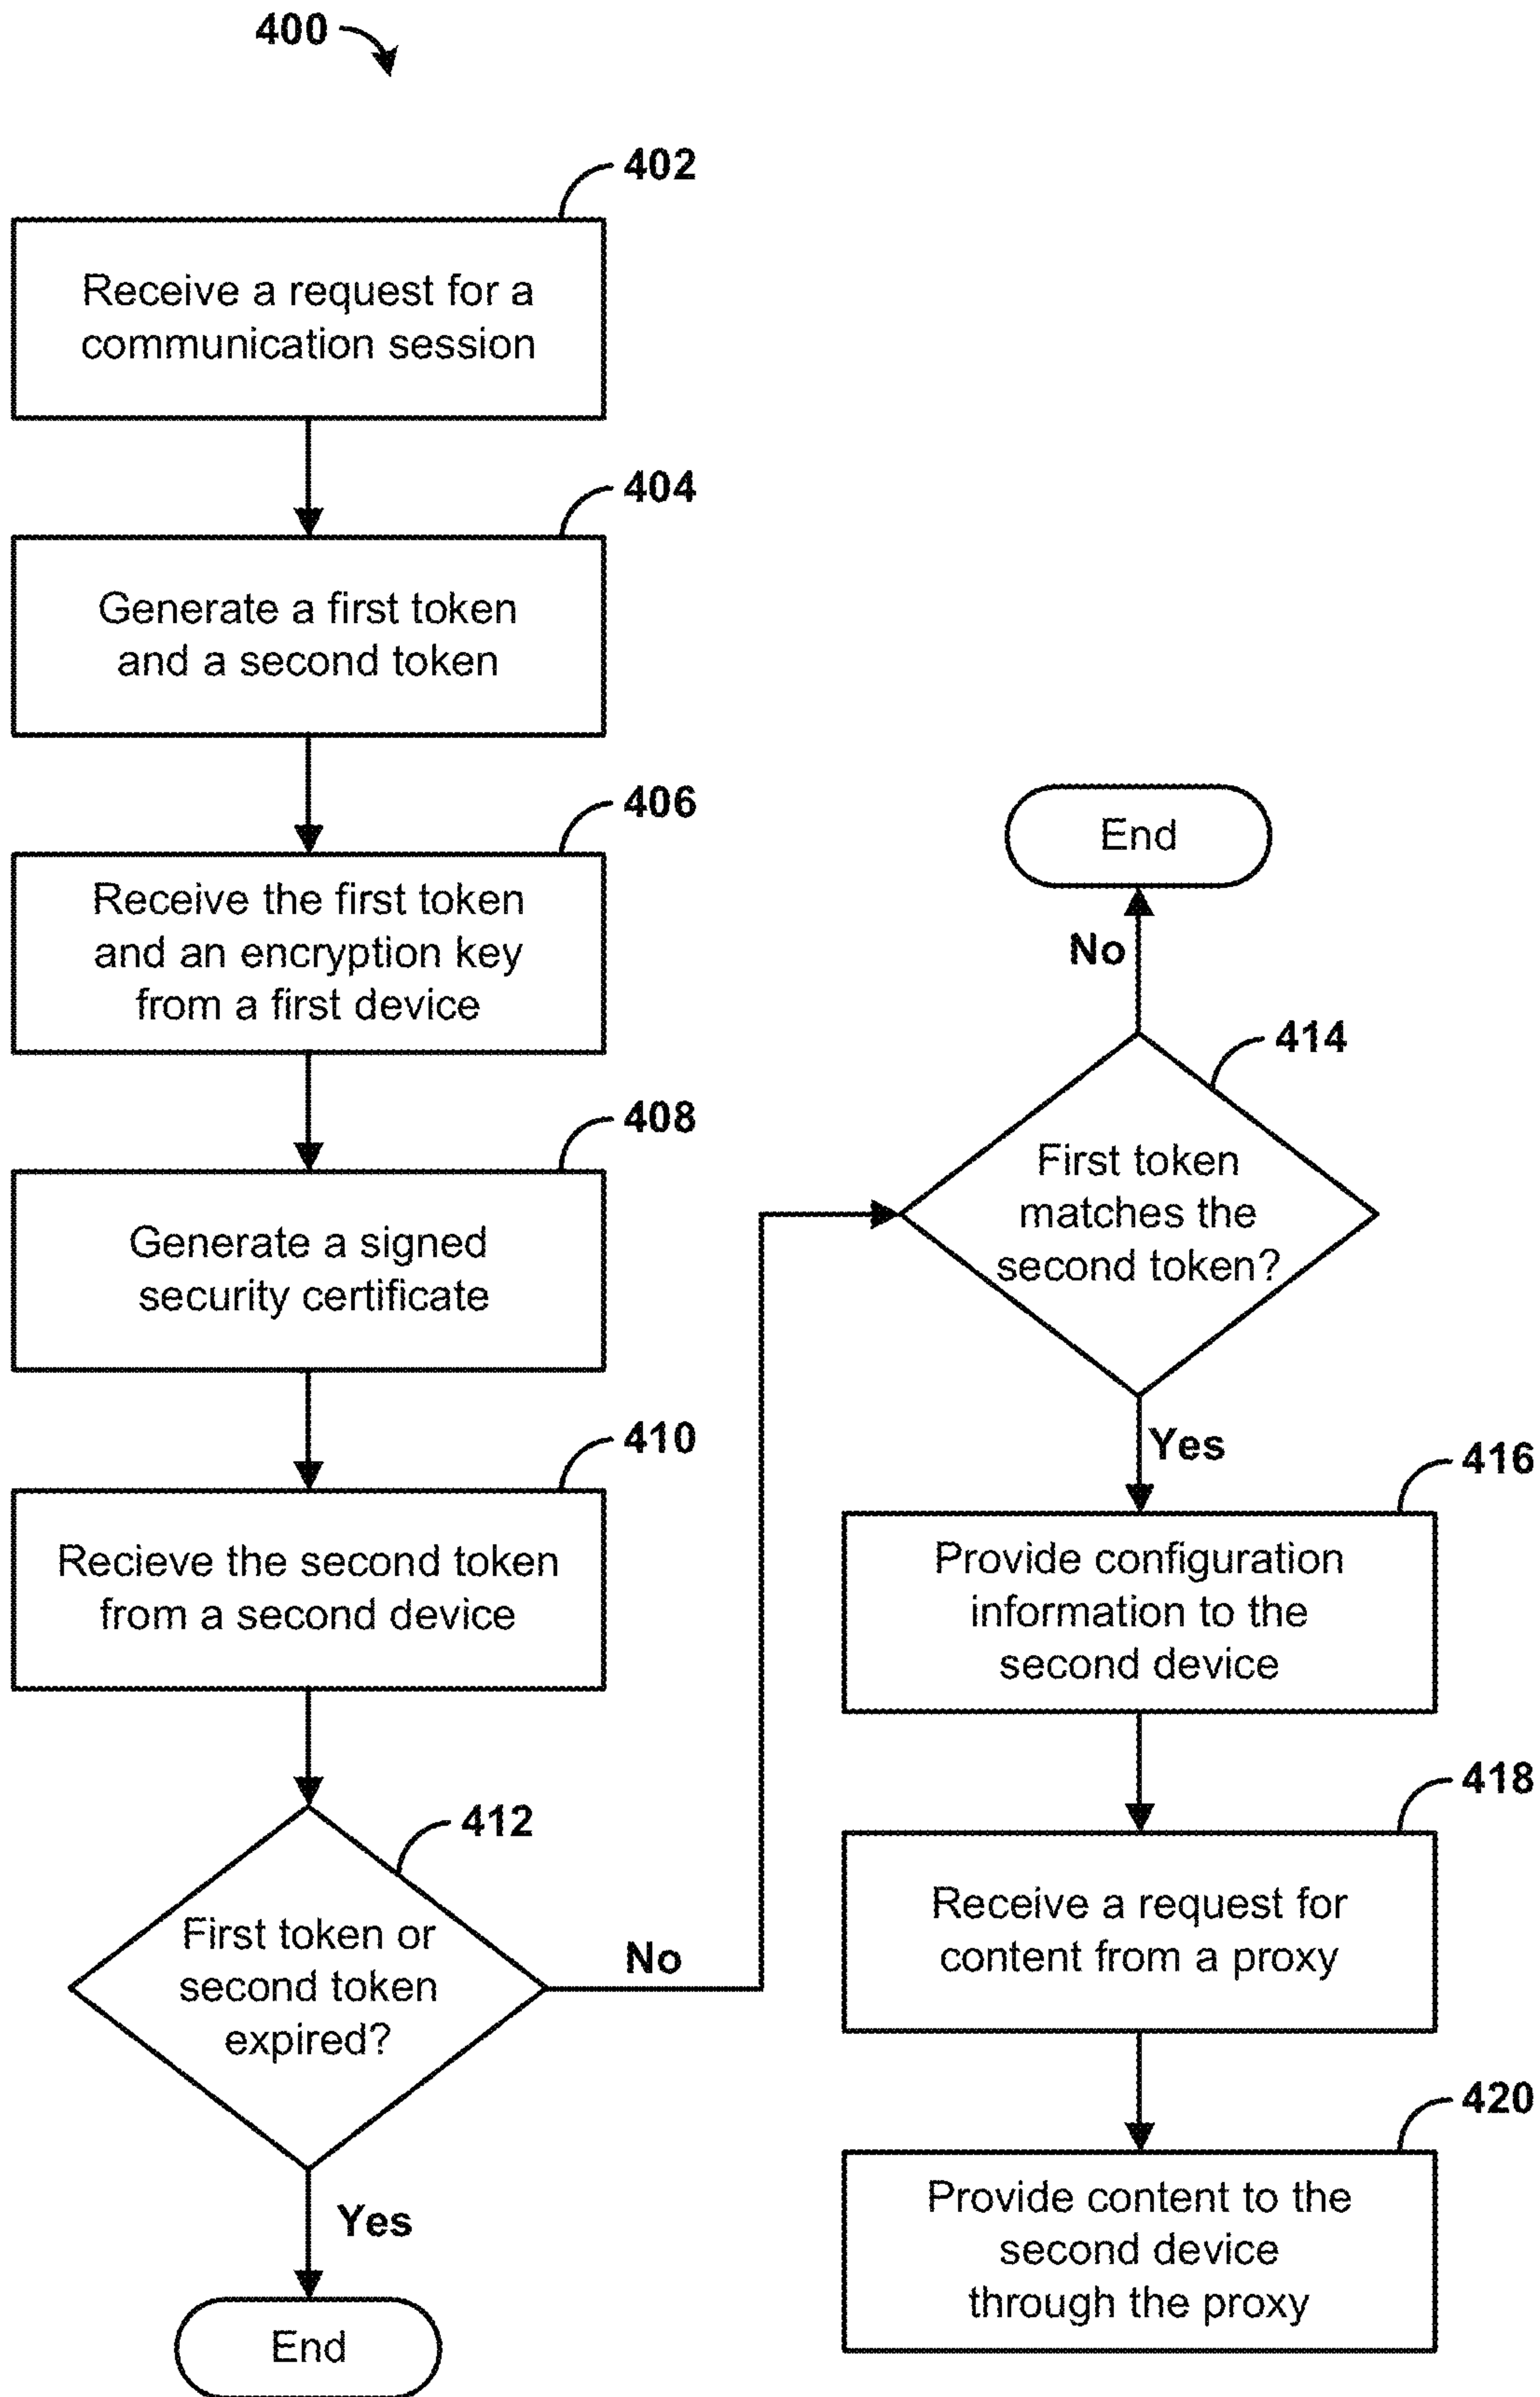 400
402
Receive a request for a
communication session
404
Generate a first token
and a second token
406
Receive the first token
and an encryption key
from a first device
408
Generate a signed
security certificate
410
Recieve the second token
from a second device
412
First token or
second token
expired?
No
Yes
End
End
No
414
First token
matches the
second token?
Yes
416
Provide configuration
information to the
second device
418
Receive a request for
content from a proxy
420
Provide content to the
second device
through the proxy